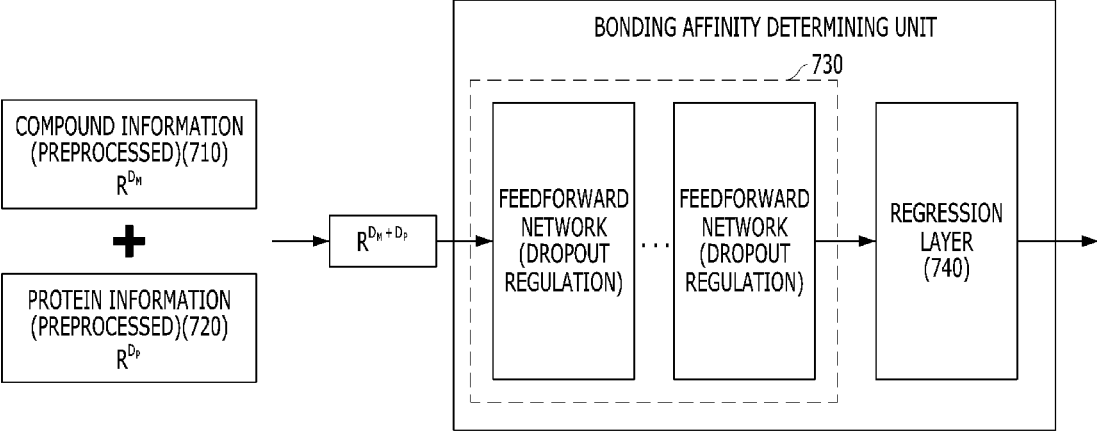 BONDING AFFINITY DETERMINING UNIT
730
COMPOUND INFORMATION
(PREPROCESSED)(710)
R^{D_M}
+
PROTEIN INFORMATION
(PREPROCESSED)(720)
R^{D_P}
R^{D_M+D_P}
FEEDFORWARD
NETWORK
(DROPOUT
REGULATION)
...
FEEDFORWARD
NETWORK
(DROPOUT
REGULATION)
REGRESSION
LAYER
(740)